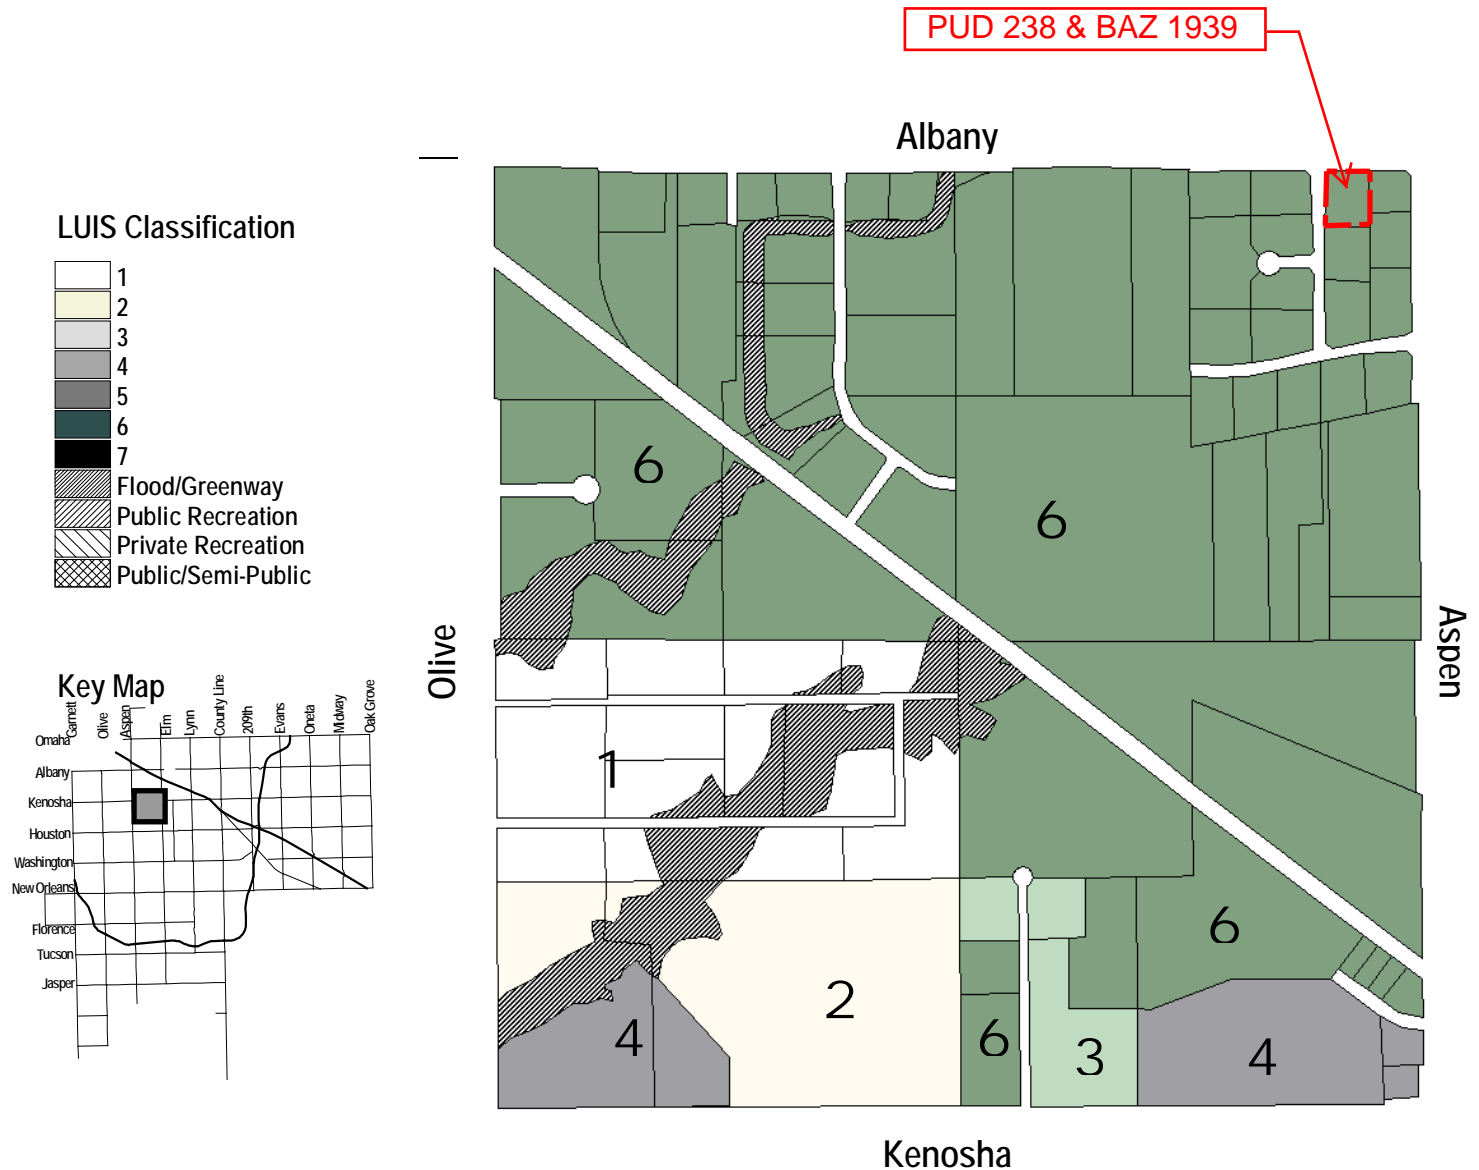 PUD 238 & BAZ 1939
Albany
LUIS Classification
1
2
3
4
5
6
7
Flood/Greenway
Public Recreation
Private Recreation
Public/Semi-Public
6
6
Olive
Aspen
1
2
4
6
3
6
4
Kenosha
Key Map
Garnett
Olive
Aspen
Elm
Lynn
County Line
209th
Evans
Oneta
Midway
Oak Grove
Omaha
Albany
Kenosha
Houston
Washington
New Orleans
Florence
Tucson
Jasper